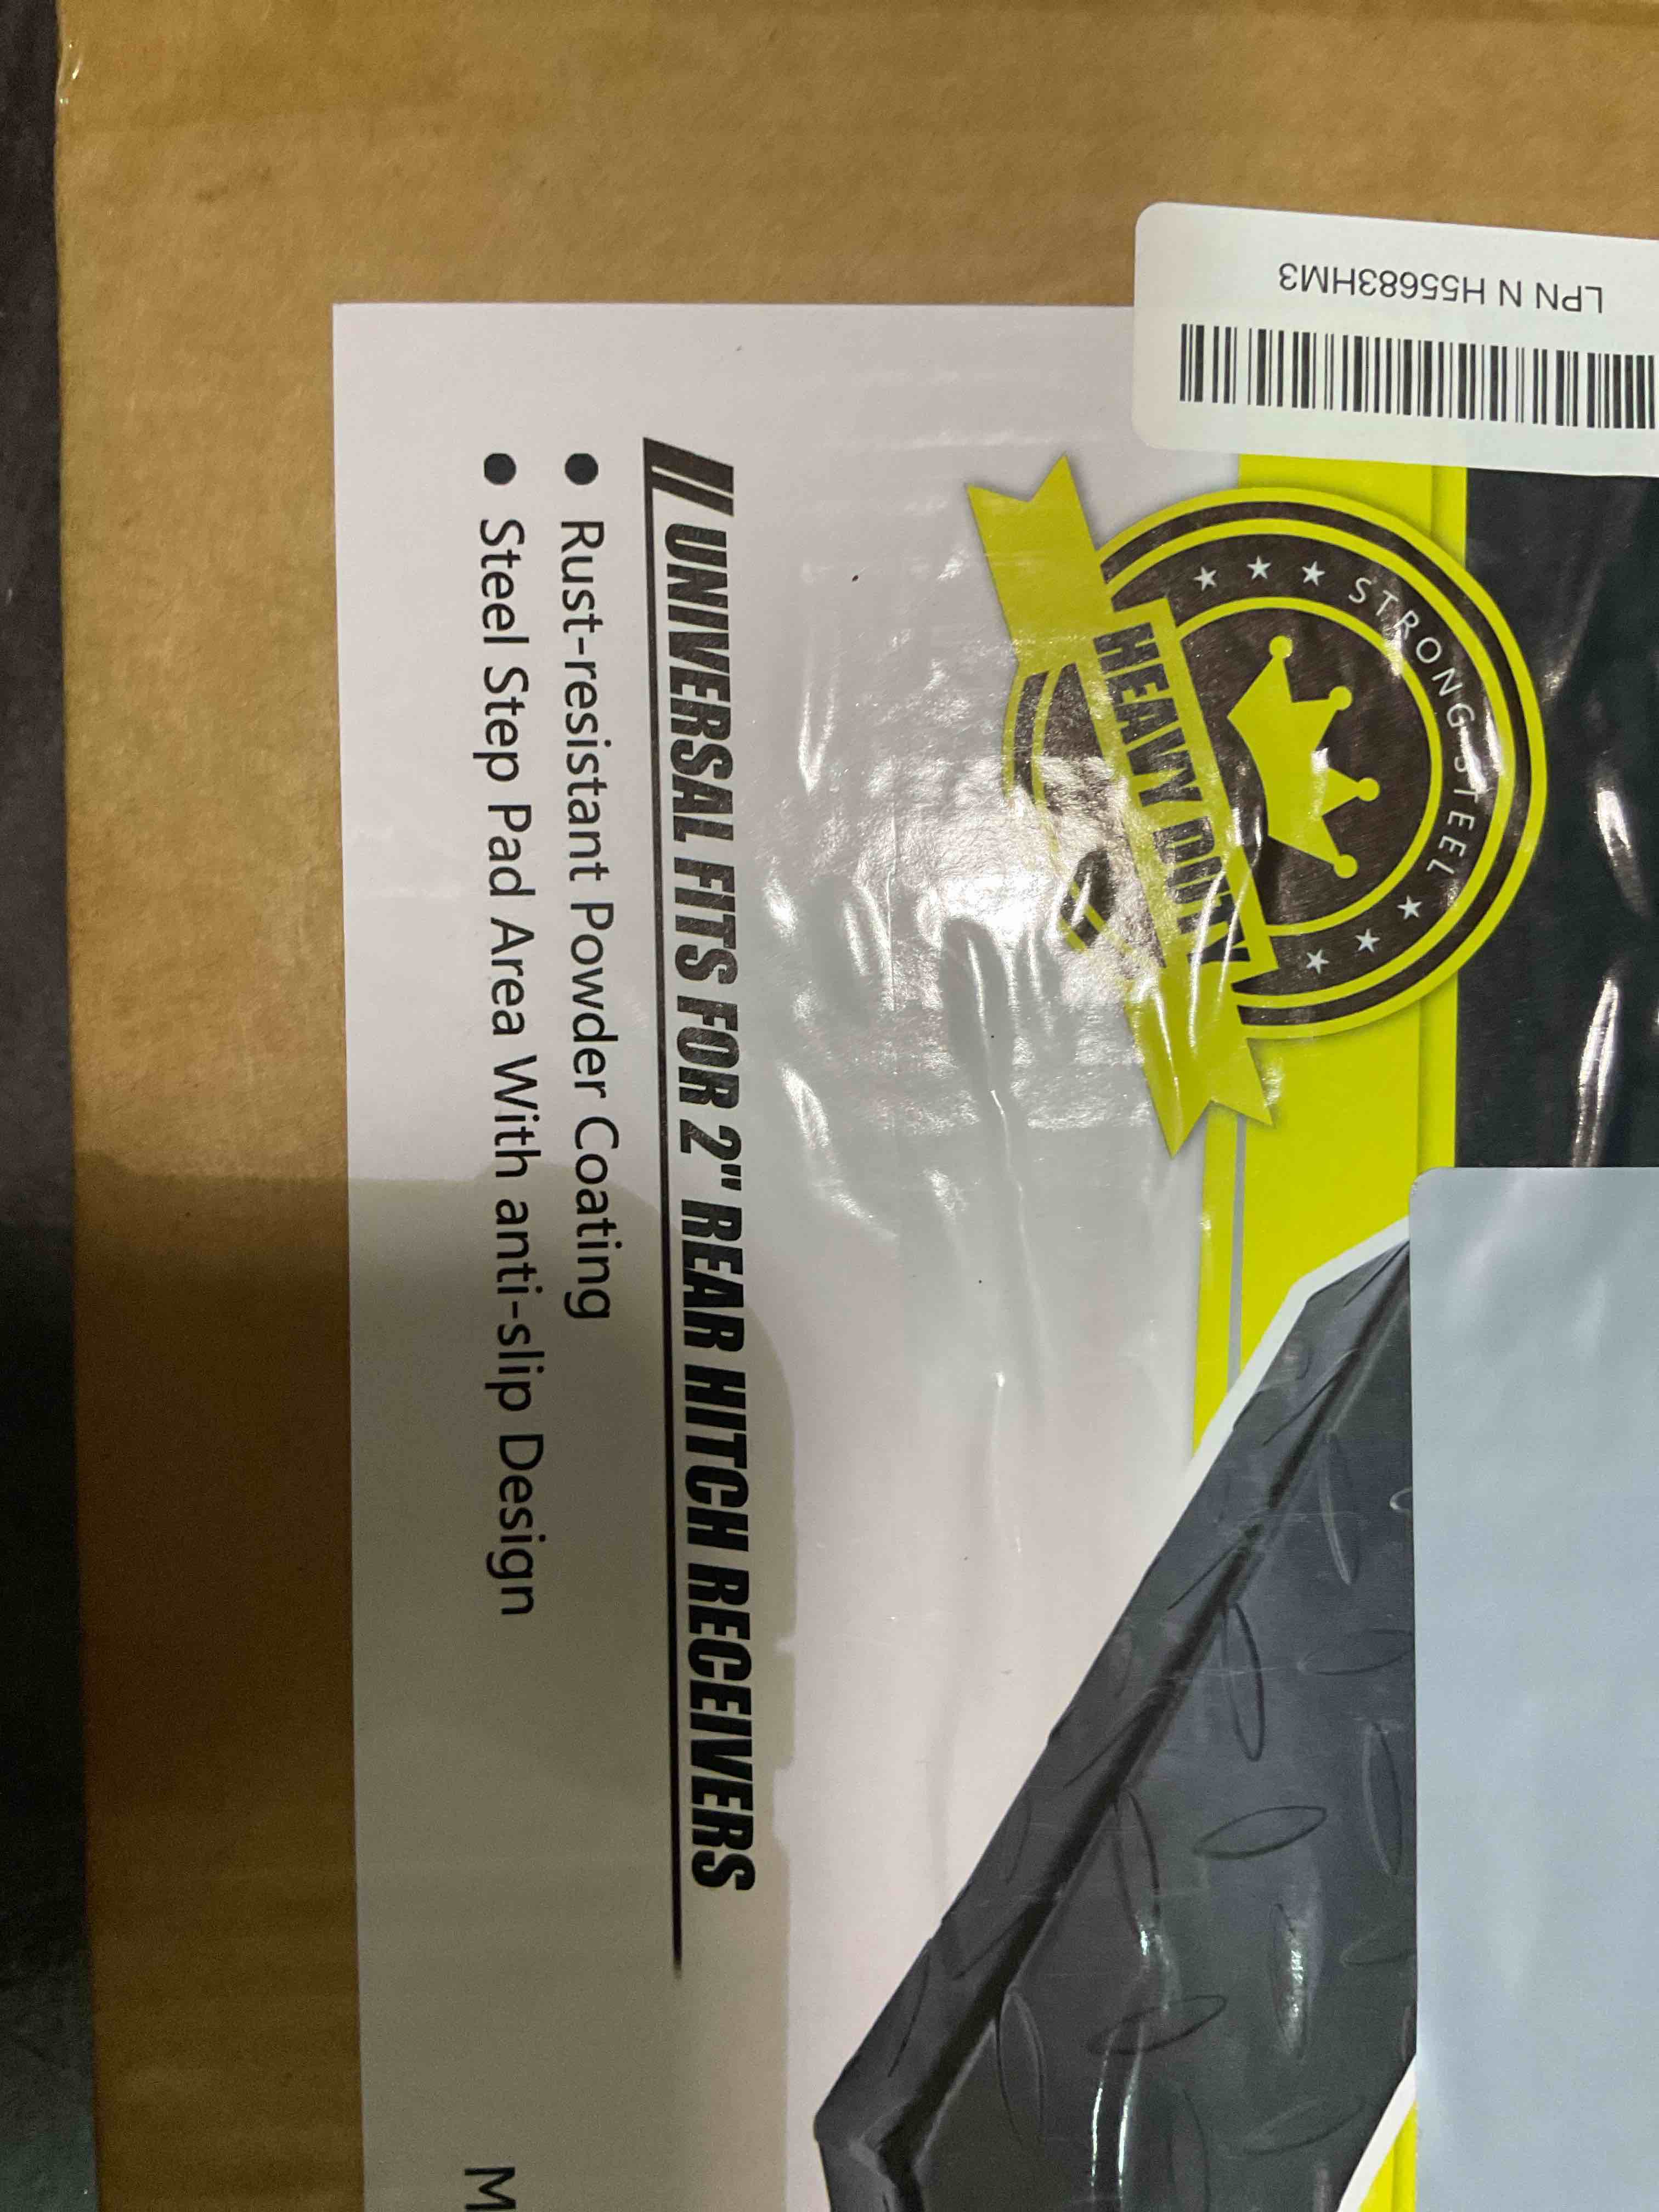 LPN N H55683HM3
STRONG STEEL
HEAVY DUTY
UNIVERSAL FITS FOR 2" REAR HITCH RECEIVERS
● Rust-resistant Powder Coating
● Steel Step Pad Area With anti-slip Design